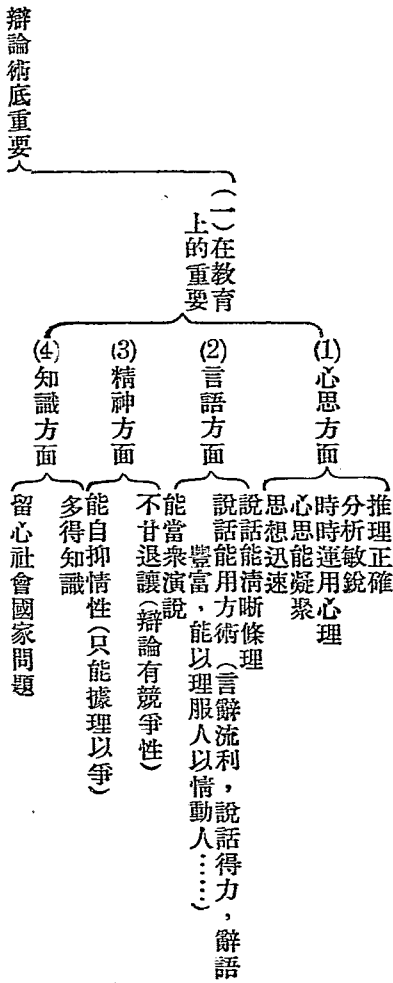 辯論術底重要
(一)在教育
上的重要
(1)心思方面
推理正確
分析敏銳
時時運用心理
心思能凝聚
思想迅速
(2)言語方面
說話能清晰條理
說話能用方術(言辭流利，說話得力，辭語
豐富，能以理服人以情動人……)
能當衆演說
(3)精神方面
不甘退讓(辯論有競爭性)
能自抑情性(只能據理以爭)
(4)知識方面
多得知識
留心社會國家問題